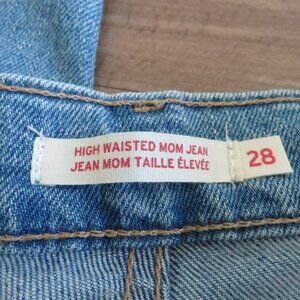 HIGH WAISTED MOM JEAN
JEAN MOM TAILLE ÉLEVÉE
28